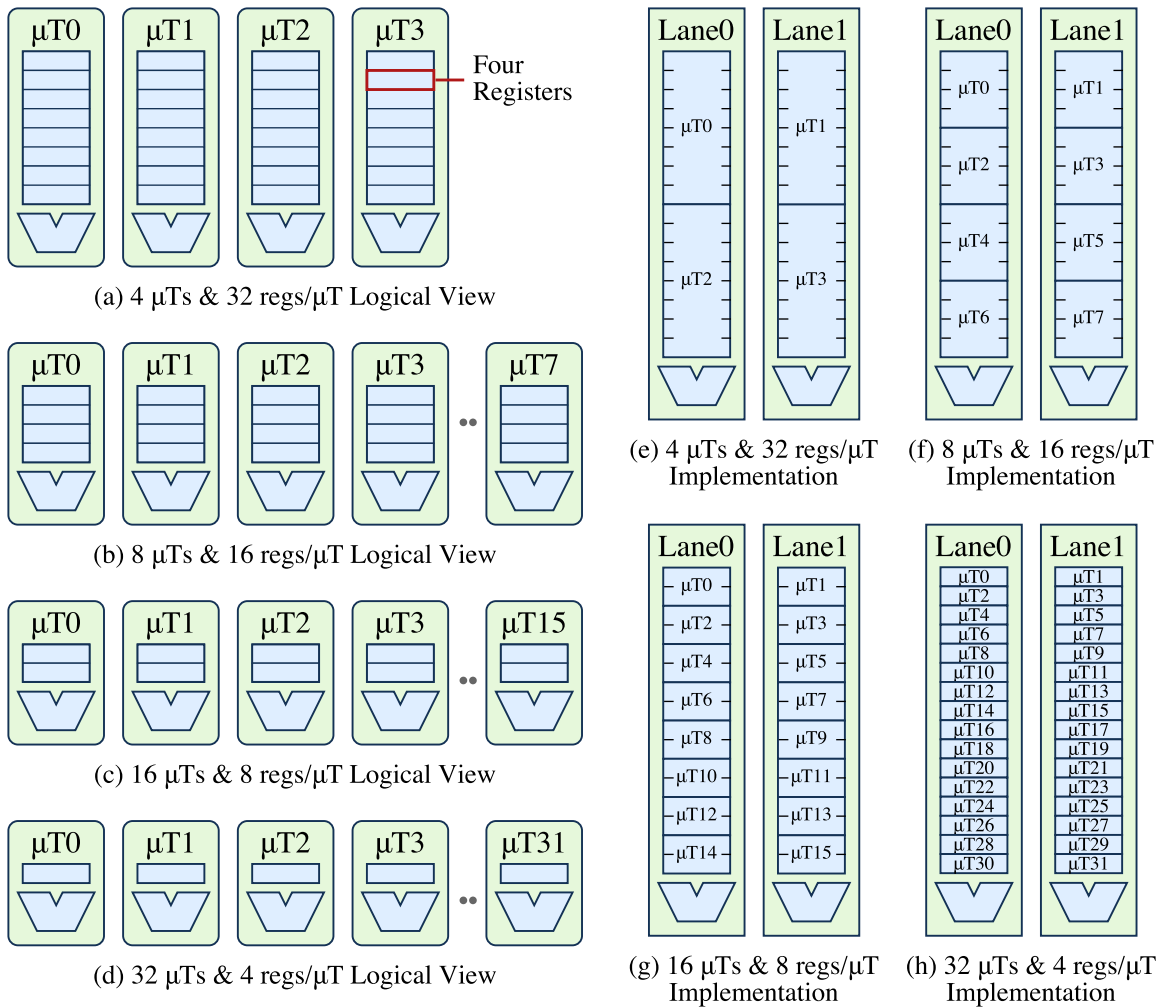 μT0 μT1 μT2 μT3
Four
Registers
(a) 4 μTs & 32 regs/μT Logical View
μT0 μT1 μT2 μT3 μT7
(b) 8 μTs & 16 regs/μT Logical View
μT0 μT1 μT2 μT3 μT15
(c) 16 μTs & 8 regs/μT Logical View
μT0 μT1 μT2 μT3 μT31
(d) 32 μTs & 4 regs/μT Logical View
Lane0 Lane1
μT0 μT1
μT2 μT3
(e) 4 μTs & 32 regs/μT
Implementation
Lane0 Lane1
μT0 μT1
μT2 μT3
μT4 μT5
μT6 μT7
(f) 8 μTs & 16 regs/μT
Implementation
Lane0 Lane1
μT0 μT1
μT2 μT3
μT4 μT5
μT6 μT7
μT8 μT9
μT10 μT11
μT12 μT13
μT14 μT15
(g) 16 μTs & 8 regs/μT
Implementation
Lane0 Lane1
μT0 μT1
μT2 μT3
μT4 μT5
μT6 μT7
μT8 μT9
μT10 μT11
μT12 μT13
μT14 μT15
μT16 μT17
μT18 μT19
μT20 μT21
μT22 μT23
μT24 μT25
μT26 μT27
μT28 μT29
μT30 μT31
(h) 32 μTs & 4 regs/μT
Implementation